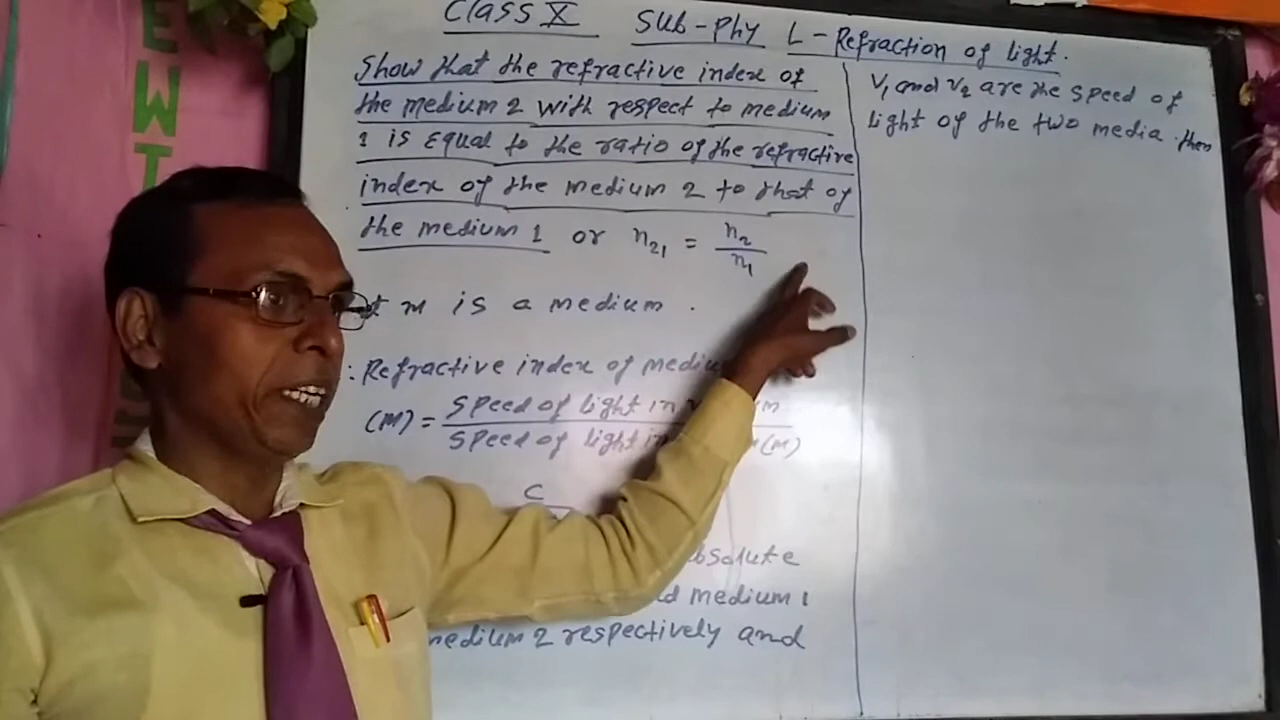 E
W
T
Class X Sub-Phy L-Refraction of light.
Show that the refractive index of
the medium 2 with respect to medium
1 is Equal to the ratio of the refractive
index of the medium 2 to that of
the medium 1 or n₂₁ = n₂/n₁
m is a medium.
: Refractive index of
(M) = Speed of light in
Speed of light in (M)
C
absolute
medium 1
medium 2 respectively and
V₁ and V₂ are the speed of
light of the two media. then